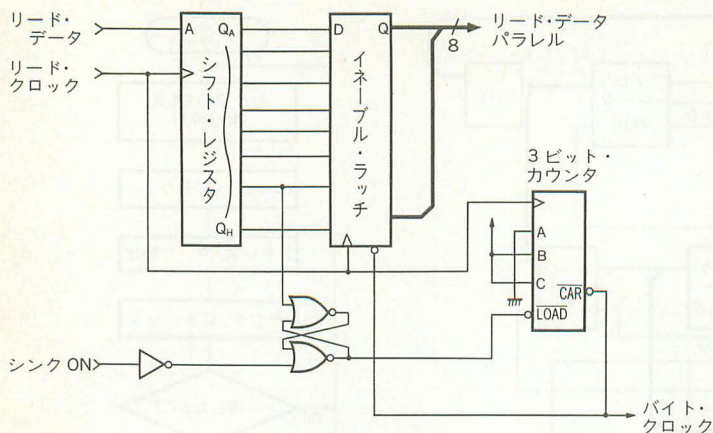 リード・
データ
リード・
クロック
A
QA
シフト・レジスタ
QH
D
Q
イネーブル・ラッチ
8
リード・データ
パラレル
3ビット・
カウンタ
A
B
C
CAR
LOAD
シンク ON
バイト・
クロック